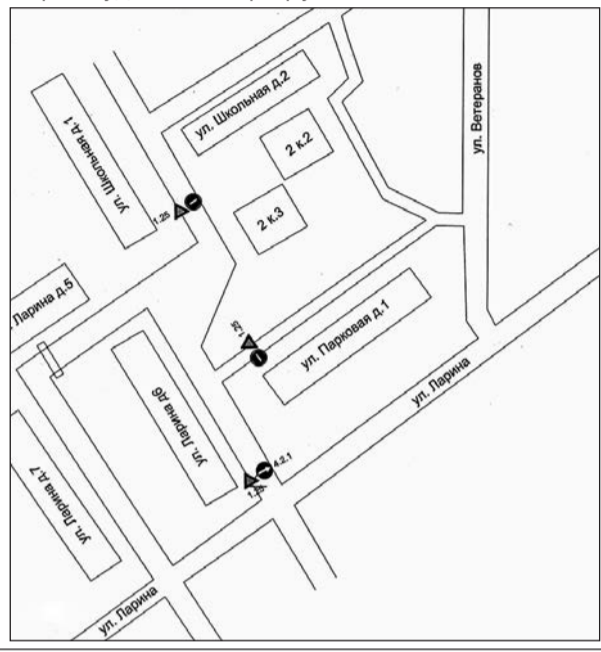 ул. Школьная д.2
ул. Ветеранов
ул. Школьная д.1
2 к.2
1.25
2 к.3
Ларина д.5
1.25
ул. Парковая д.1
ул. Ларина д6
ул. Ларина
4.2.1
ул. Ларина д.7
ул. Ларина